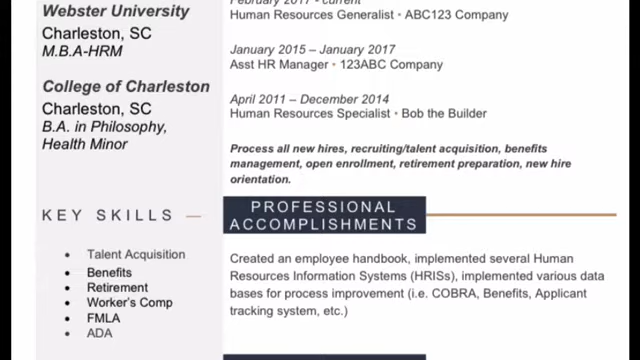 Webster University
Charleston, SC
M.B.A-HRM
College of Charleston
Charleston, SC
B.A. in Philosophy,
Health Minor
KEY SKILLS —
• Talent Acquisition
• Benefits
• Retirement
• Worker's Comp
• FMLA
• ADA
February 2017 - current
Human Resources Generalist • ABC123 Company
January 2015 – January 2017
Asst HR Manager • 123ABC Company
April 2011 – December 2014
Human Resources Specialist • Bob the Builder
Process all new hires, recruiting/talent acquisition, benefits
management, open enrollment, retirement preparation, new hire
orientation.
PROFESSIONAL
ACCOMPLISHMENTS
Created an employee handbook, implemented several Human
Resources Information Systems (HRISs), implemented various data
bases for process improvement (i.e. COBRA, Benefits, Applicant
tracking system, etc.)